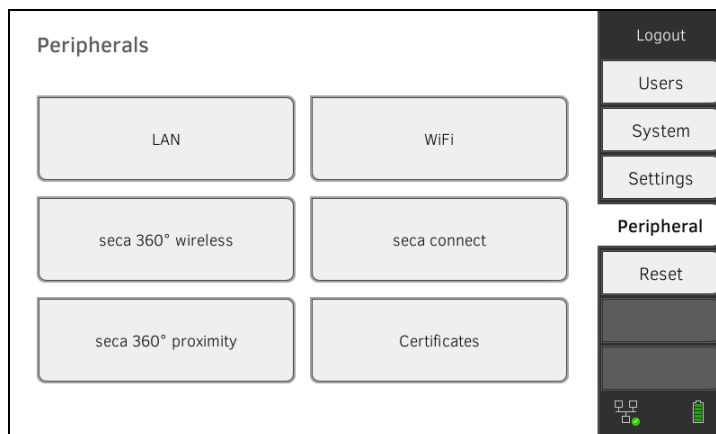 Peripherals
LAN
WiFi
seca 360° wireless
seca connect
seca 360° proximity
Certificates
Logout
Users
System
Settings
Peripheral
Reset